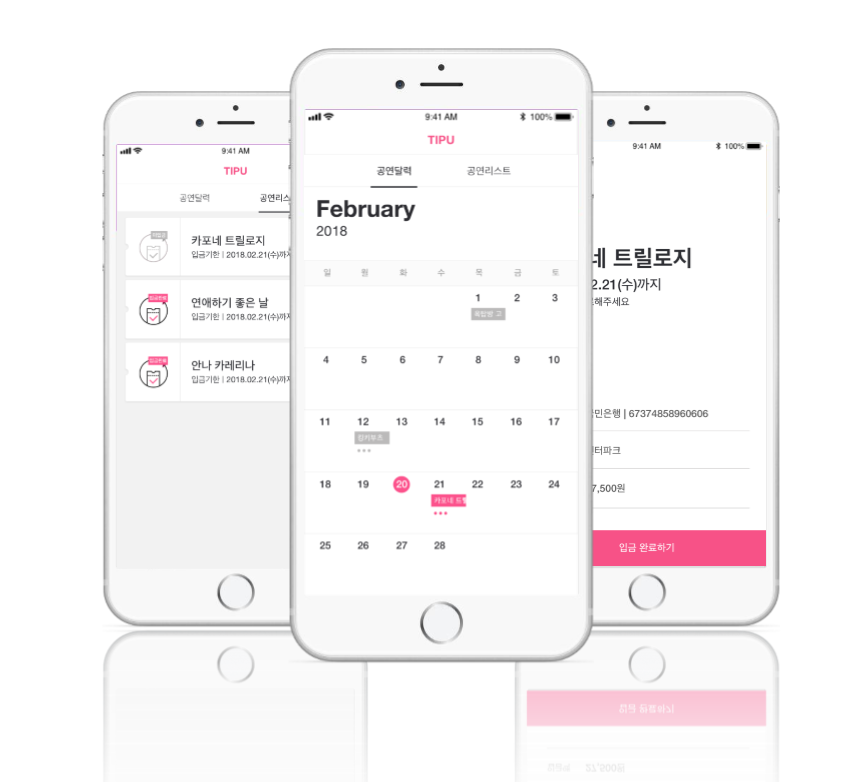 9:41 AM
TIPU
공연달력
공연리스
카포네 트릴로지
입금기한 | 2018.02.21(수)까지
연애하기 좋은 날
입금기한 | 2018.02.21(수)까지
안나 카레리나
입금기한 | 2018.02.21(수)까지
9:41 AM 100%
TIPU
공연달력 공연리스트
February
2018
일 월 화 수 목 금 토
1 2 3
4 5 6 7 8 9 10
11 12 13 14 15 16 17
18 19 20 21 22 23 24
카포네 트릴
25 26 27 28
9:41 AM 100%
네 트릴로지
2.21(수)까지
해주세요
민은행 | 67374858960606
터파크
7,500원
입금 완료하기
27,500원